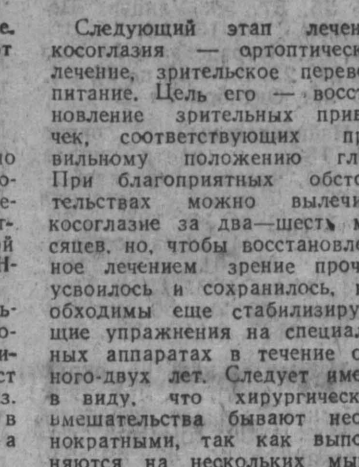 Следующий этап лечен
косоглазия — ортоптическ
лечение, зрительское перев
питание. Цель его — восст
новление зрительных прив
чек, соответствующих пр
вильному положению гл
При благоприятных обсто
тельствах можно вылечи
косоглазие за два—шесть м
сяцев, но, чтобы восстановле
ное лечением зрение проч
усвоилось и сохранилось,
обходимы еще стабилизиру
щие упражнения на специал
ных аппаратах в течение о
ного-двух лет. Следует име
в виду, что хирургическ
вмешательства бывают нес
нократными, так как выпо
няются на нескольких мы